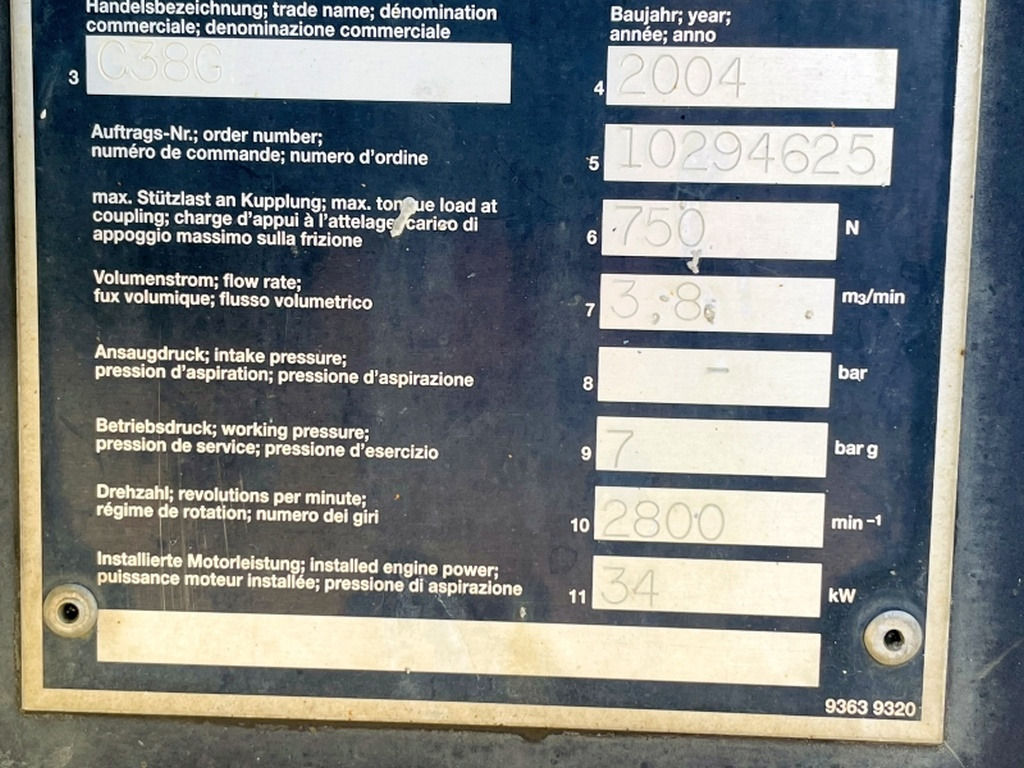 Handelsbezeichnung; trade name; dénomination
commerciale; denominazione commerciale
3 C38G
Baujahr; year;
année; anno
4 2004
Auftrags-Nr.; order number;
numéro de commande; numero d'ordine
5 10294625
max. Stützlast an Kupplung; max. tongue load at
coupling; charge d'appui à l'attelage; carico di
appoggio massimo sulla frizione
6 750 N
Volumenstrom; flow rate;
fux volumique; flusso volumetrico
7 3.8 m3/min
Ansaugdruck; intake pressure;
pression d'aspiration; pressione d'aspirazione
8 – bar
Betriebsdruck; working pressure;
pression de service; pressione d'esercizio
9 7 bar g
Drehzahl; revolutions per minute;
régime de rotation; numero dei giri
10 2800 min –1
Installierte Motorleistung; installed engine power;
puissance moteur installée; pressione di aspirazione
11 34 kW
9363 9320